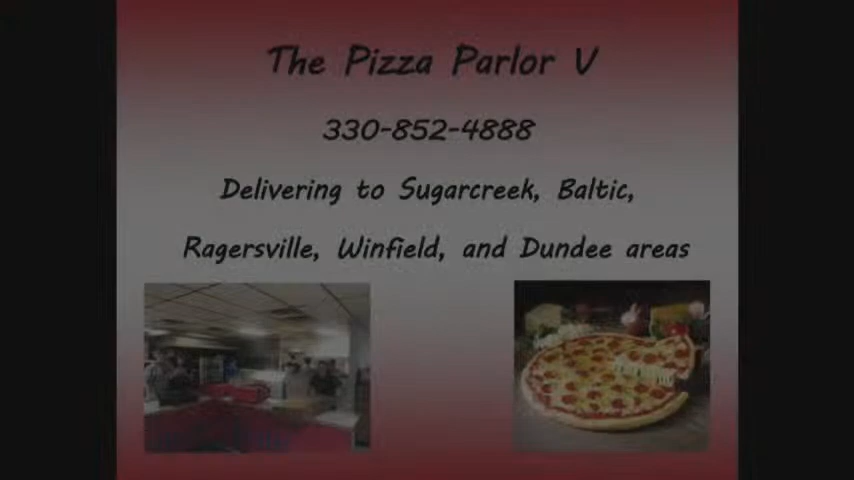 The Pizza Parlor V
330-852-4888
Delivering to Sugarcreek, Baltic,
Ragersville, Winfield, and Dundee areas